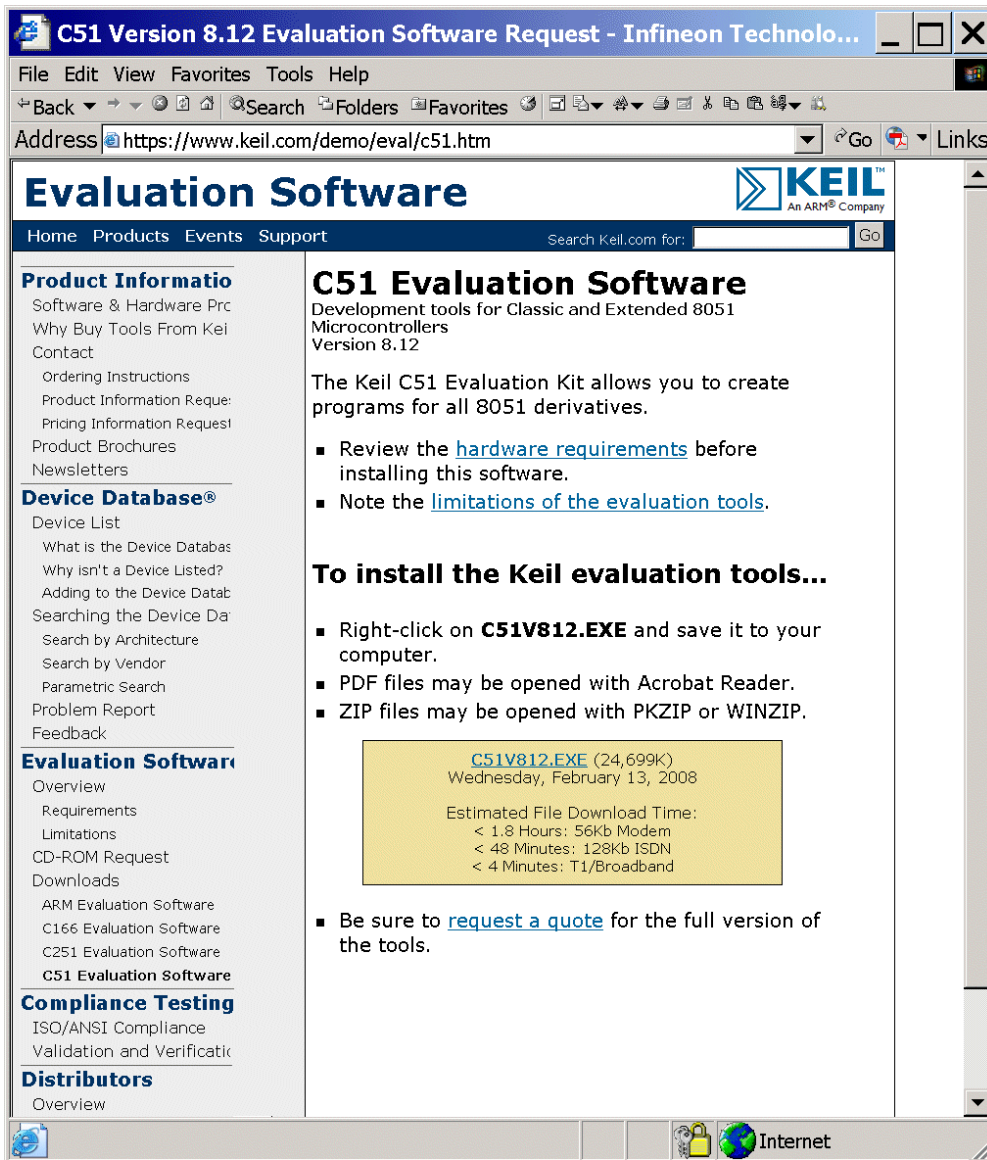 C51 Version 8.12 Evaluation Software Request - Infineon Technolo...
File Edit View Favorites Tools Help
Back Search Folders Favorites
Address https://www.keil.com/demo/eval/c51.htm Go Links
Evaluation Software
KEIL™
An ARM® Company
Home Products Events Support Search Keil.com for: Go
Product Informatio
Software & Hardware Prc
Why Buy Tools From Kei
Contact
Ordering Instructions
Product Information Reque:
Pricing Information Request
Product Brochures
Newsletters
Device Database®
Device List
What is the Device Databas
Why isn't a Device Listed?
Adding to the Device Datab
Searching the Device Da
Search by Architecture
Search by Vendor
Parametric Search
Problem Report
Feedback
Evaluation Software
Overview
Requirements
Limitations
CD-ROM Request
Downloads
ARM Evaluation Software
C166 Evaluation Software
C251 Evaluation Software
C51 Evaluation Software
Compliance Testing
ISO/ANSI Compliance
Validation and Verificatic
Distributors
Overview
C51 Evaluation Software
Development tools for Classic and Extended 8051
Microcontrollers
Version 8.12
The Keil C51 Evaluation Kit allows you to create
programs for all 8051 derivatives.
▪ Review the hardware requirements before
installing this software.
▪ Note the limitations of the evaluation tools.
To install the Keil evaluation tools...
▪ Right-click on C51V812.EXE and save it to your
computer.
▪ PDF files may be opened with Acrobat Reader.
▪ ZIP files may be opened with PKZIP or WINZIP.
C51V812.EXE (24,699K)
Wednesday, February 13, 2008
Estimated File Download Time:
< 1.8 Hours: 56Kb Modem
< 48 Minutes: 128Kb ISDN
< 4 Minutes: T1/Broadband
▪ Be sure to request a quote for the full version of
the tools.
Internet